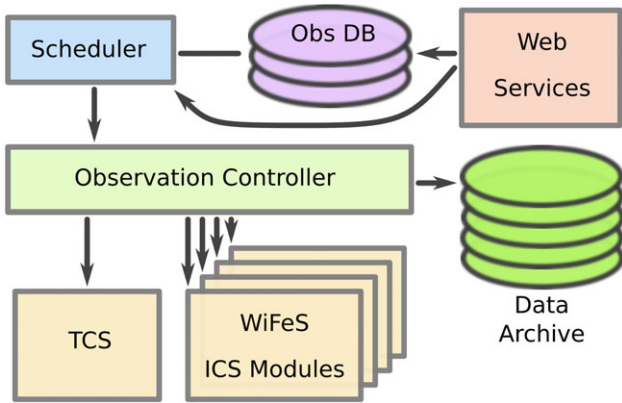 Scheduler
Obs DB
Web
Services
Observation Controller
TCS
WiFeS
ICS Modules
Data
Archive